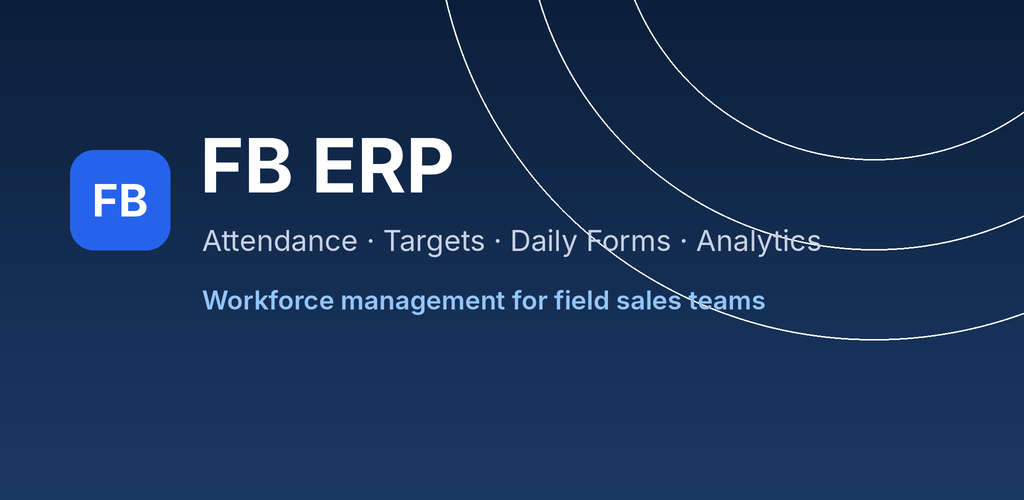 FB
FB ERP
Attendance · Targets · Daily Forms · Analytics
Workforce management for field sales teams